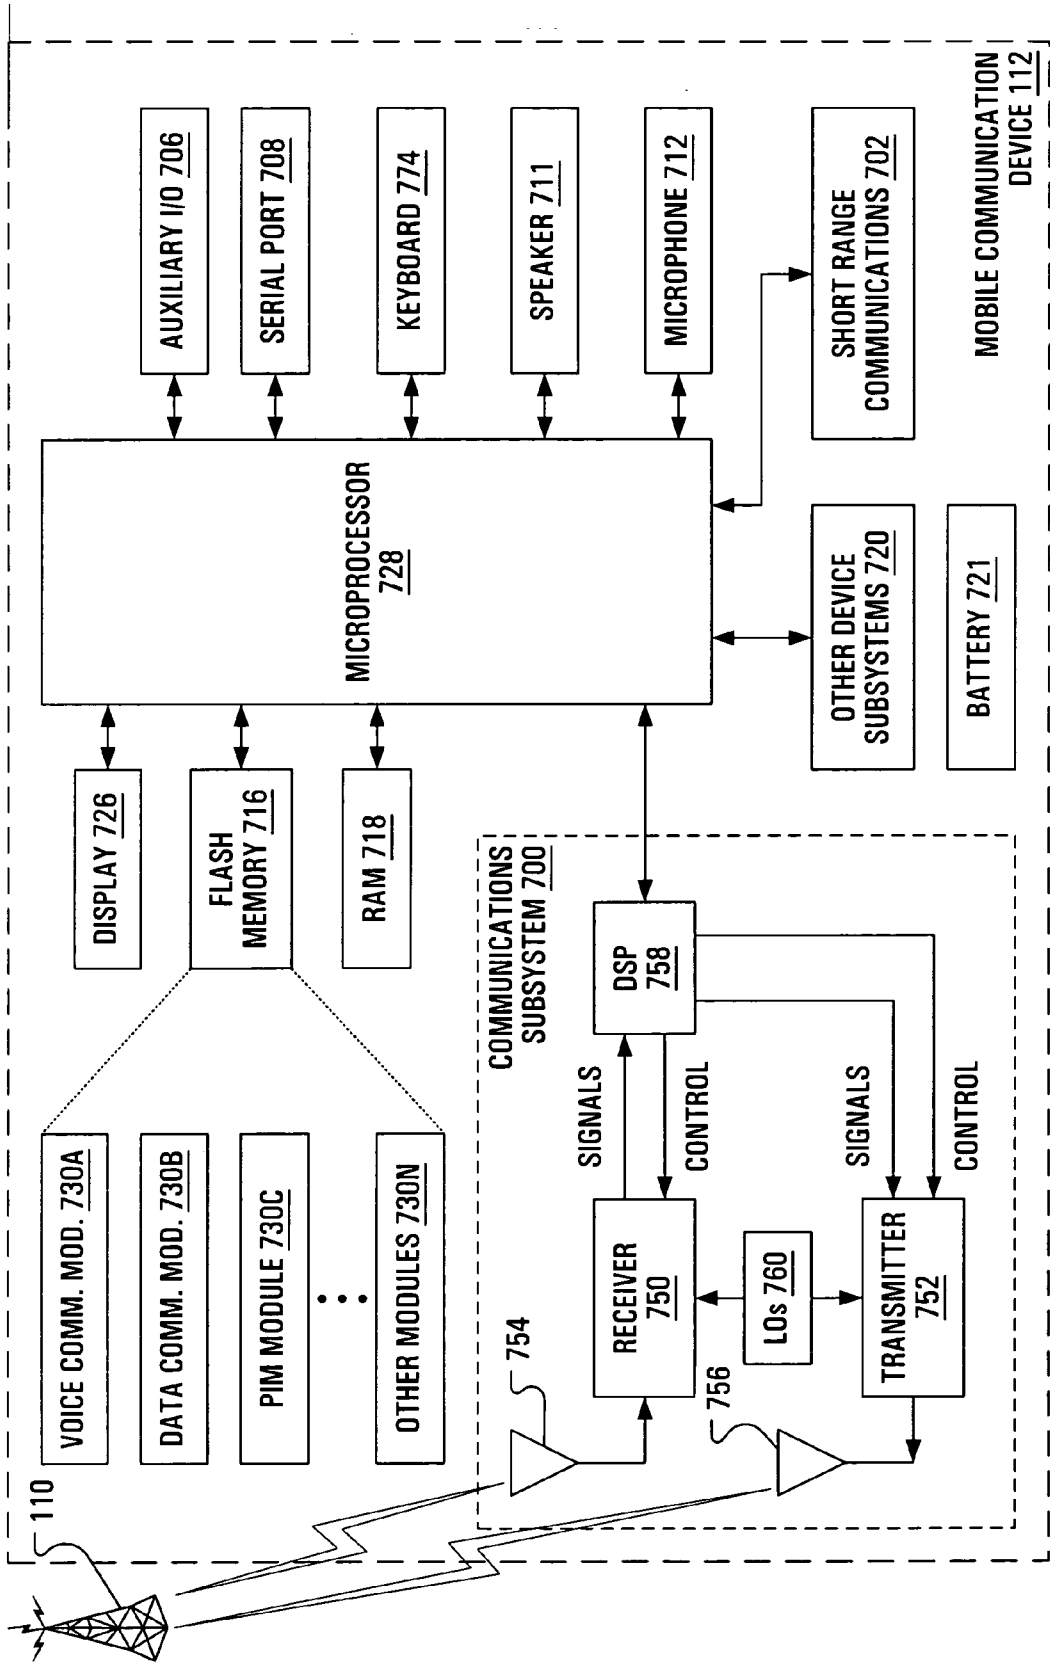 110
VOICE COMM. MOD. 730A
DATA COMM. MOD. 730B
PIM MODULE 730C
OTHER MODULES 730N
DISPLAY 726
FLASH
MEMORY 716
RAM 718
MICROPROCESSOR
728
AUXILIARY I/O 706
SERIAL PORT 708
KEYBOARD 774
SPEAKER 711
MICROPHONE 712
COMMUNICATIONS
SUBSYSTEM 700
754
RECEIVER
750
SIGNALS
CONTROL
DSP
758
LOs 760
756
TRANSMITTER
752
SIGNALS
CONTROL
OTHER DEVICE
SUBSYSTEMS 720
BATTERY 721
SHORT RANGE
COMMUNICATIONS 702
MOBILE COMMUNICATION
DEVICE 112